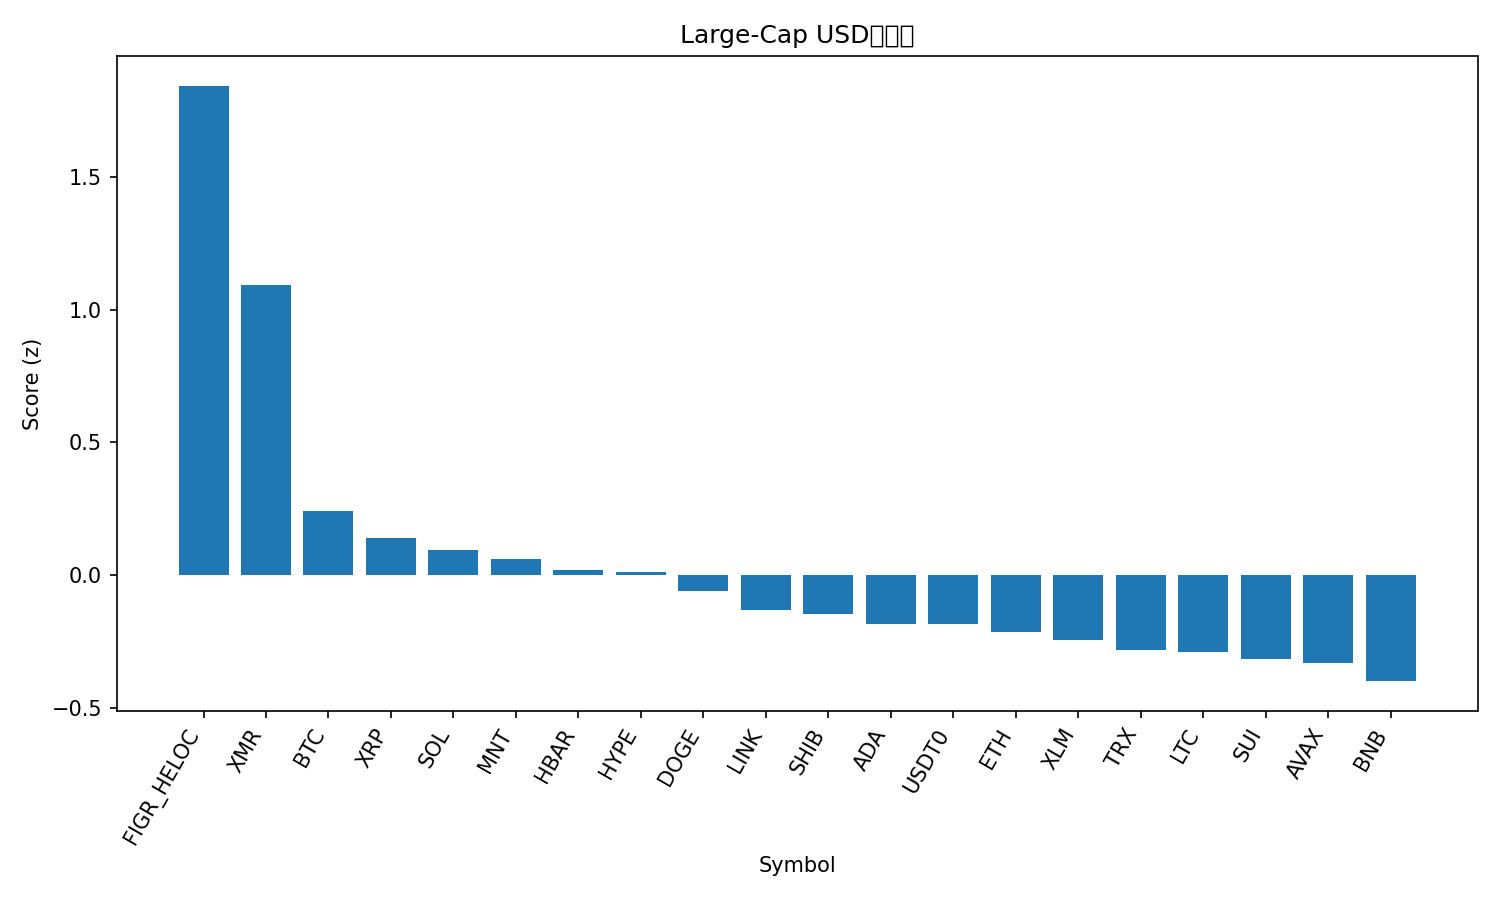 Large-Cap USD
Score (z)
1.5
1.0
0.5
0.0
−0.5
FIGR_HELOC
XMR
BTC
XRP
SOL
MNT
HBAR
HYPE
DOGE
LINK
SHIB
ADA
USDT0
ETH
XLM
TRX
LTC
SUI
AVAX
BNB
Symbol